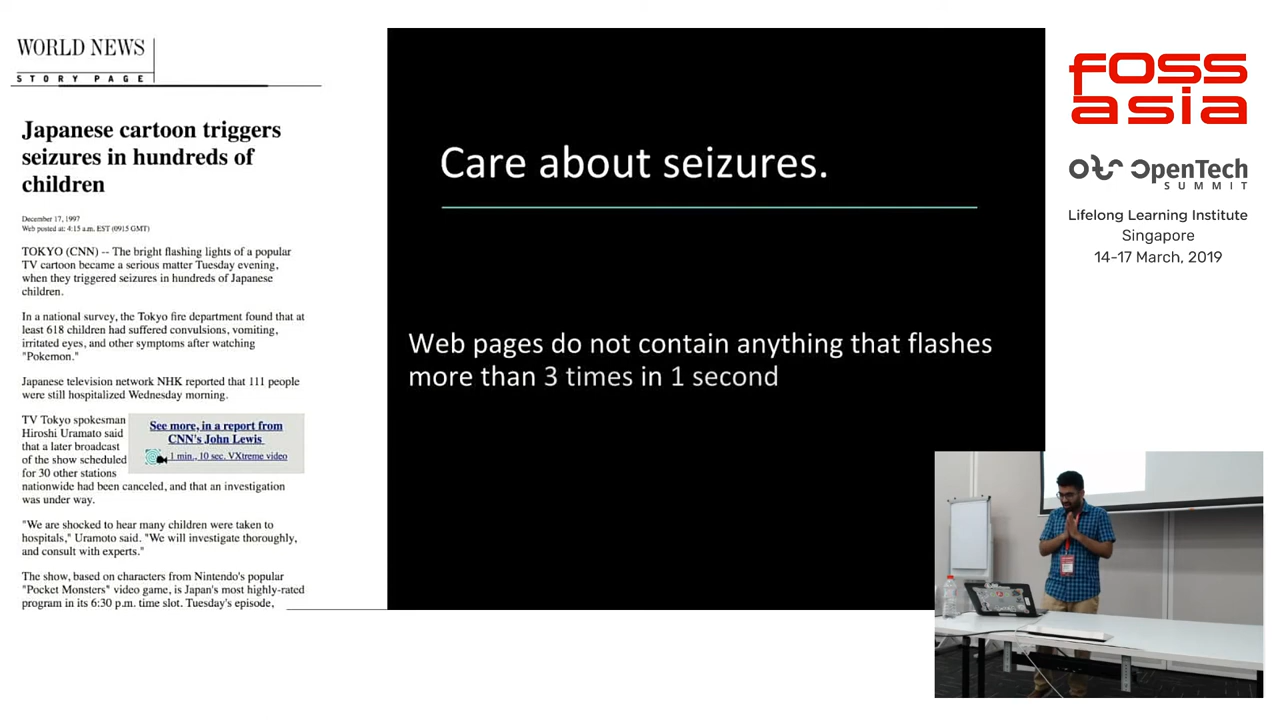 WORLD NEWS
STORY PAGE
Japanese cartoon triggers
seizures in hundreds of
children
December 17, 1997
Web posted at: 4:15 a.m. EST (0915 GMT)
TOKYO (CNN) -- The bright flashing lights of a popular
TV cartoon became a serious matter Tuesday evening,
when they triggered seizures in hundreds of Japanese
children.
In a national survey, the Tokyo fire department found that at
least 618 children had suffered convulsions, vomiting,
irritated eyes, and other symptoms after watching
"Pokemon."
Japanese television network NHK reported that 111 people
were still hospitalized Wednesday morning.
TV Tokyo spokesman
Hiroshi Uramato said
that a later broadcast
of the show scheduled
for 30 other stations
nationwide had been canceled, and that an investigation
was under way.
See more, in a report from
CNN's John Lewis
1 min., 10 sec. VXtreme video
"We are shocked to hear many children were taken to
hospitals," Uramoto said. "We will investigate thoroughly,
and consult with experts."
The show, based on characters from Nintendo's popular
"Pocket Monsters" video game, is Japan's most highly-rated
program in its 6:30 p.m. time slot. Tuesday's episode,
Care about seizures.
Web pages do not contain anything that flashes
more than 3 times in 1 second
FOSS
asia
OpenTech
SUMMIT
Lifelong Learning Institute
Singapore
14-17 March, 2019